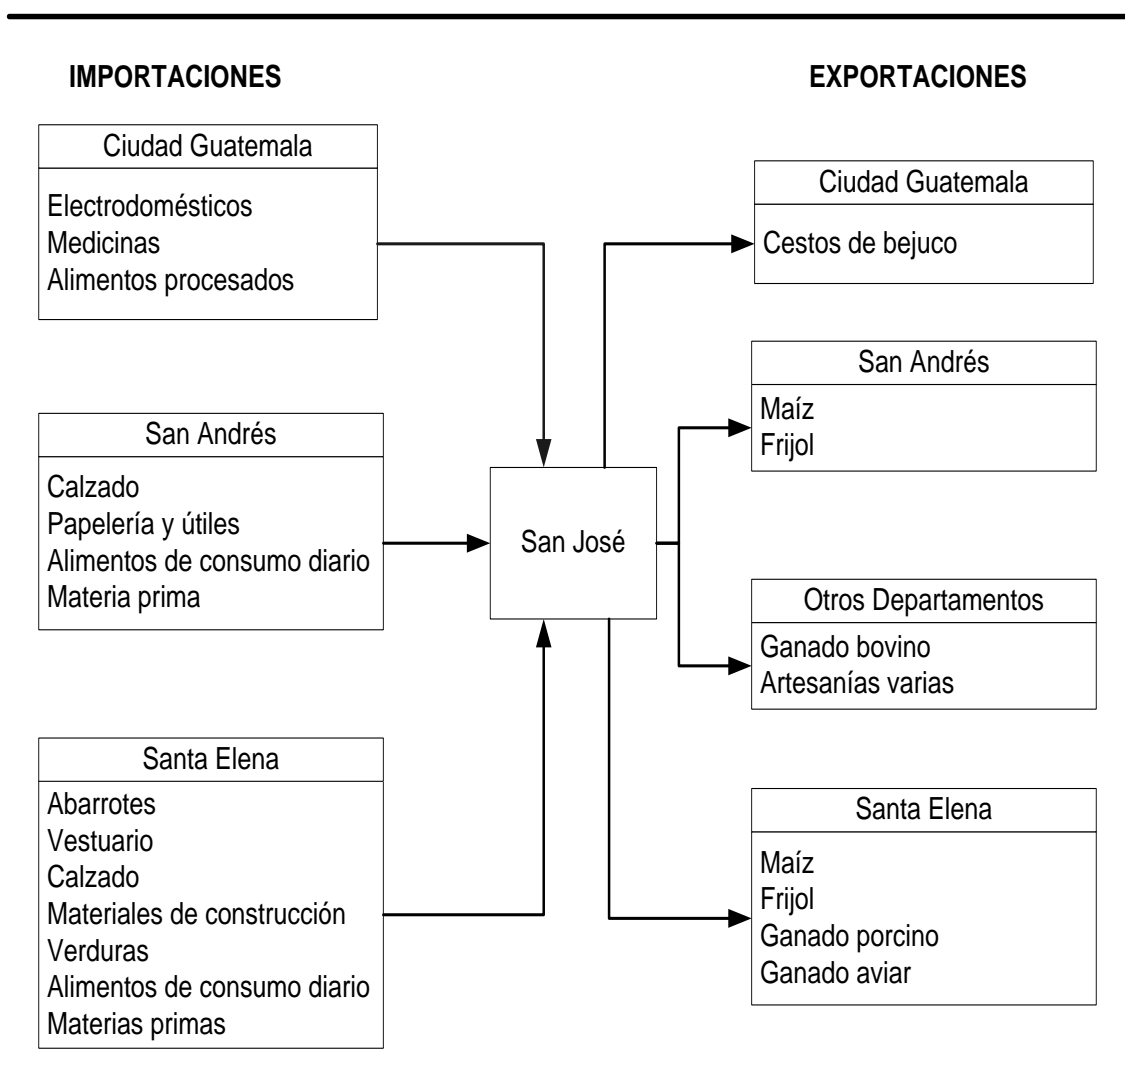 IMPORTACIONES
Ciudad Guatemala
Electrodomésticos
Medicinas
Alimentos procesados
San Andrés
Calzado
Papelería y útiles
Alimentos de consumo diario
Materia prima
Santa Elena
Abarrotes
Vestuario
Calzado
Materiales de construcción
Verduras
Alimentos de consumo diario
Materias primas
San José
EXPORTACIONES
Ciudad Guatemala
Cestos de bejuco
San Andrés
Maíz
Frijol
Otros Departamentos
Ganado bovino
Artesanías varias
Santa Elena
Maíz
Frijol
Ganado porcino
Ganado aviar